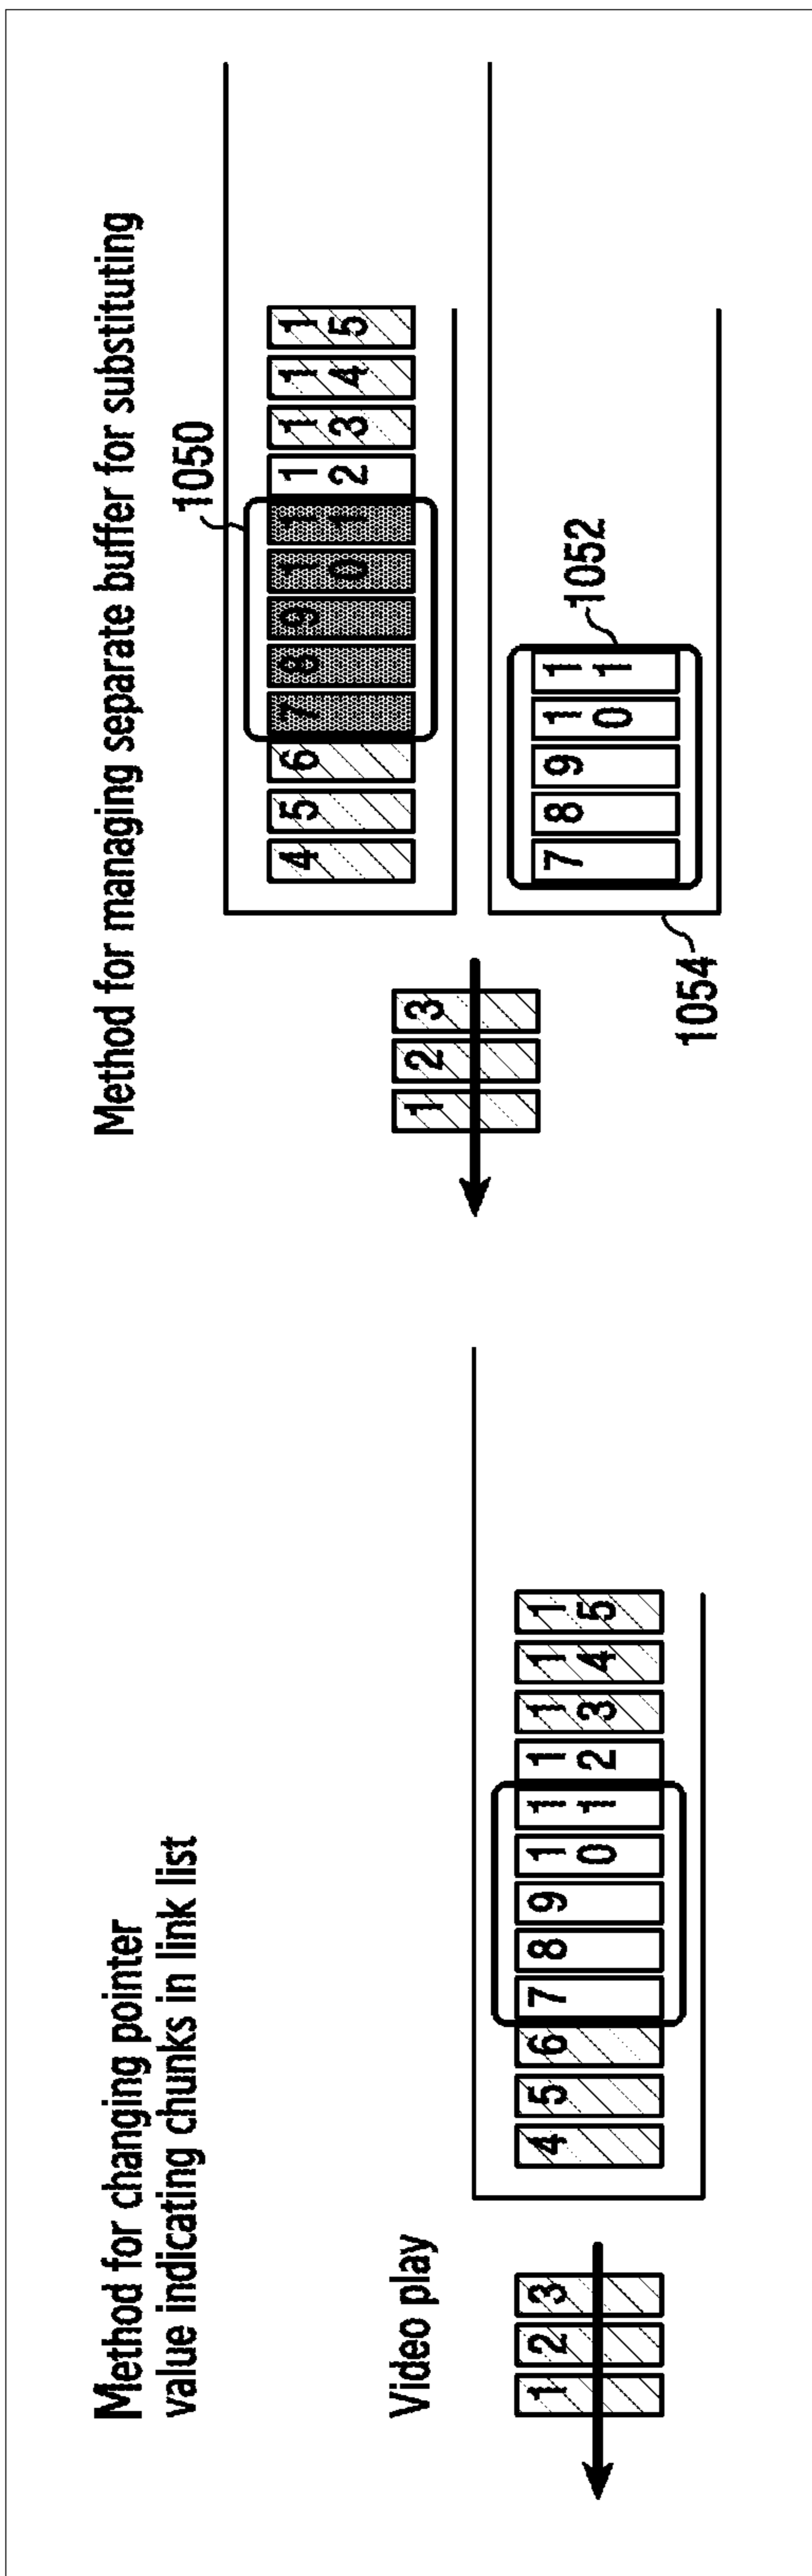 Method for changing pointer
value indicating chunks in link list
Video play
1 2 3
4 5 6 7 8 9 10 11 12 13 14 15
Method for managing separate buffer for substituting
1050
1 2 3
4 5 6 7 8 9 10 11 12 13 14 15
7 8 9 10 11
1052
1054